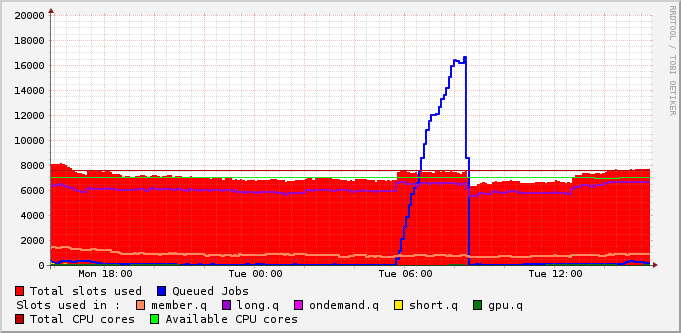 20000
18000
16000
14000
12000
10000
8000
6000
4000
2000
0
Mon 18:00 Tue 00:00 Tue 06:00 Tue 12:00
Total slots used Queued Jobs
Slots used in : member.q long.q ondemand.q short.q gpu.q
Total CPU cores Available CPU cores
RRDTOOL / TOBI OETIKER